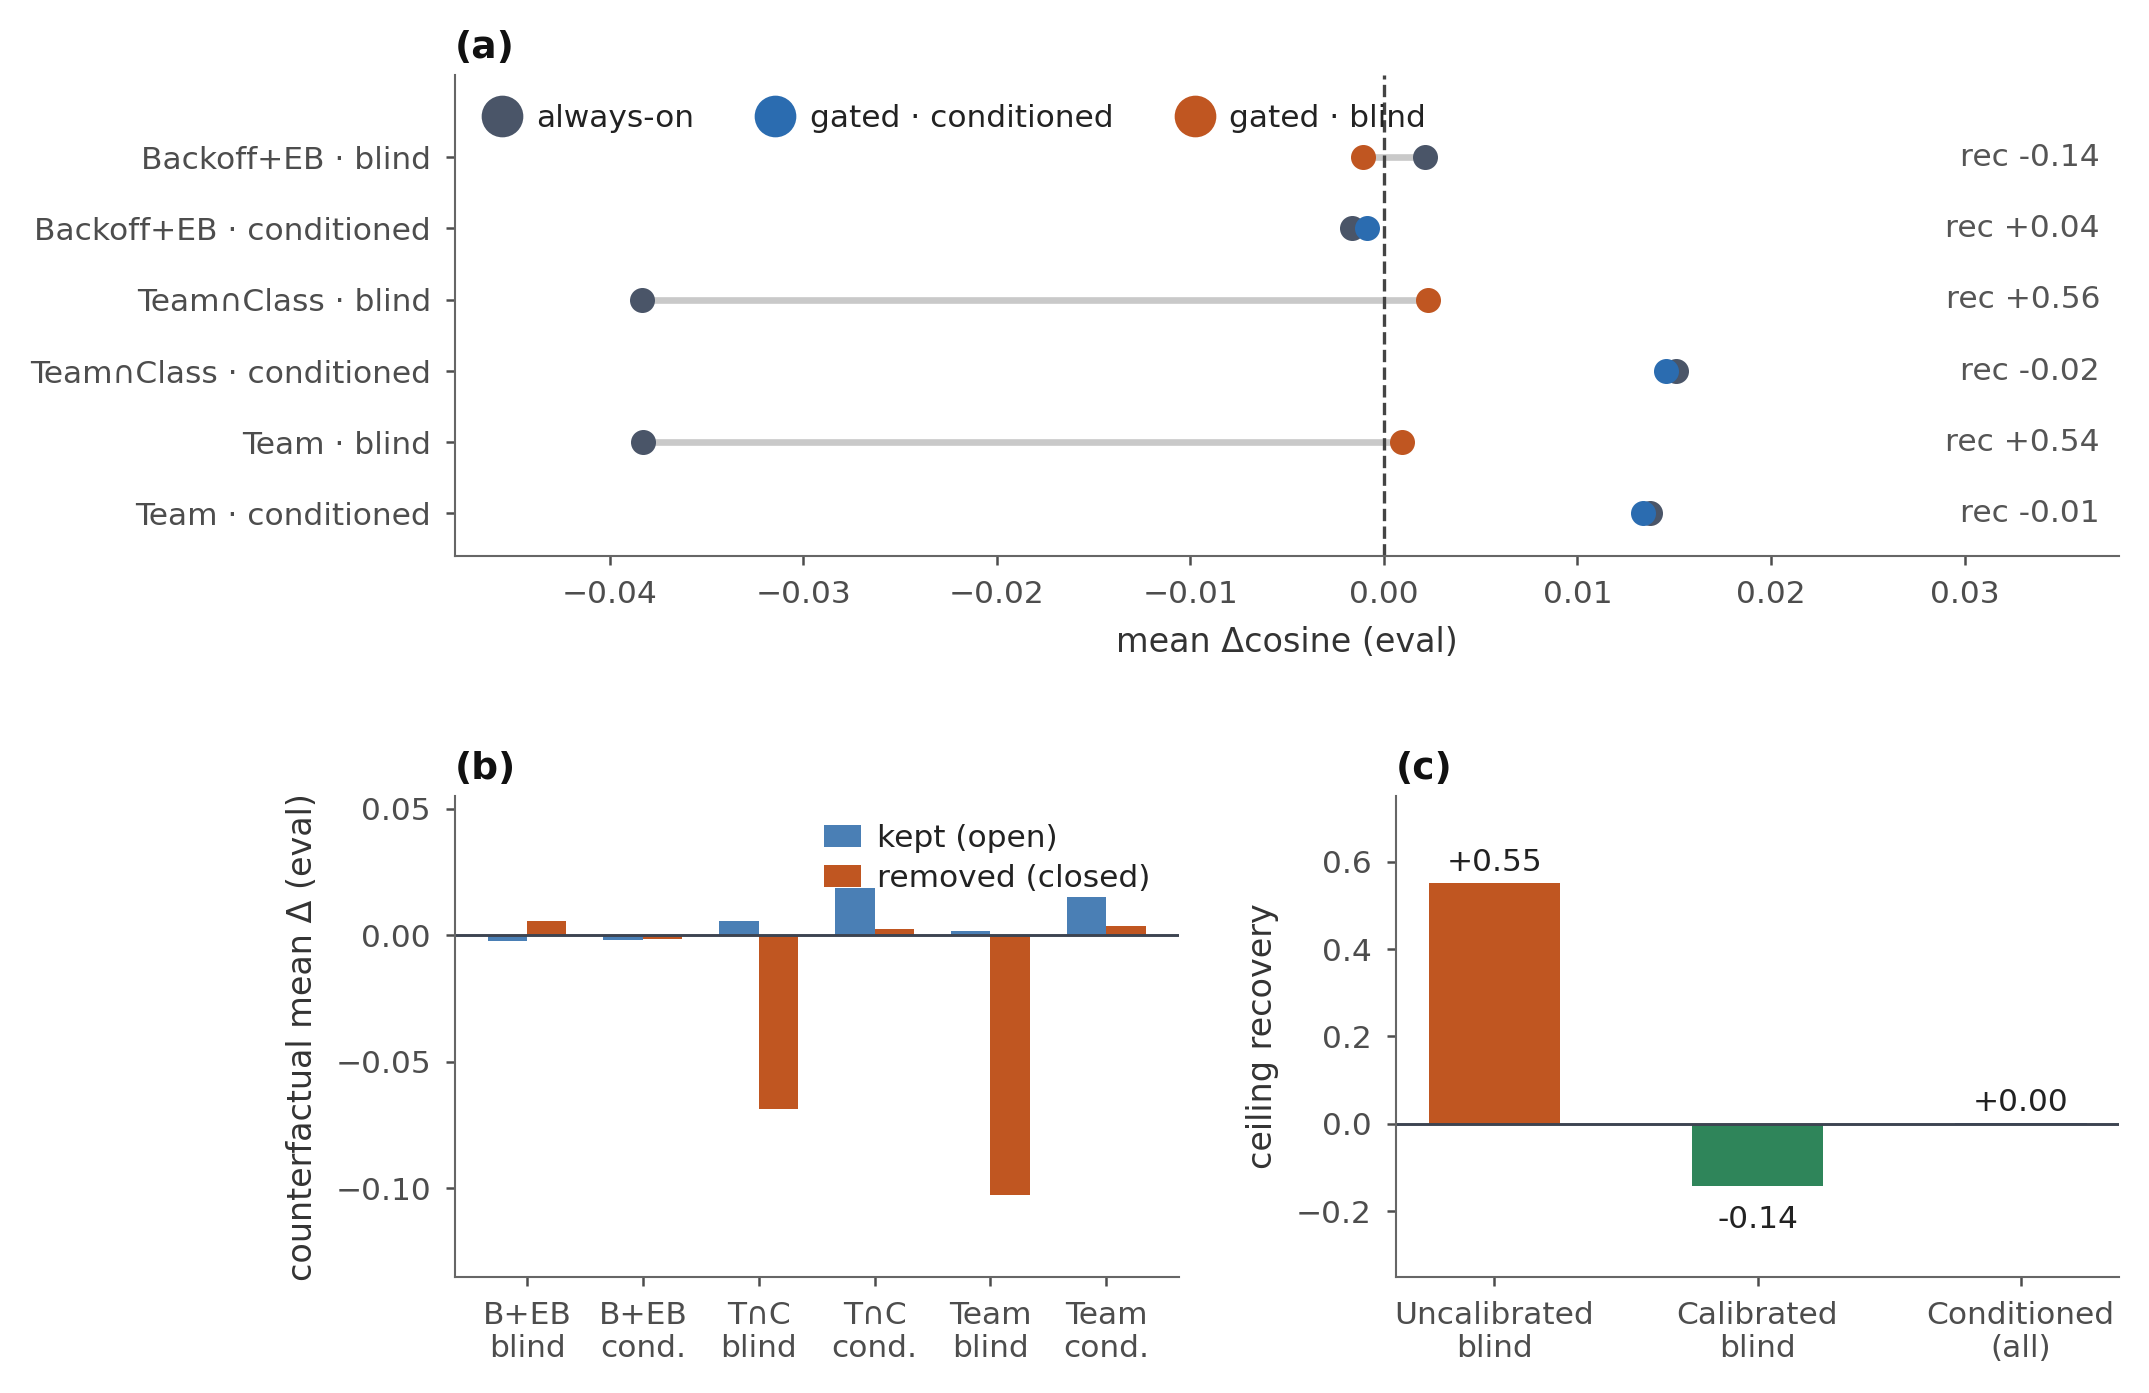 (a)
always-on
gated · conditioned
gated · blind
Backoff+EB · blind
rec -0.14
Backoff+EB · conditioned
rec +0.04
Team∩Class · blind
rec +0.56
Team∩Class · conditioned
rec -0.02
Team · blind
rec +0.54
Team · conditioned
rec -0.01
−0.04
−0.03
−0.02
−0.01
0.00
0.01
0.02
0.03
mean Δcosine (eval)
(b)
counterfactual mean Δ (eval)
0.05
0.00
−0.05
−0.10
kept (open)
removed (closed)
B+EB
blind
B+EB
cond.
T∩C
blind
T∩C
cond.
Team
blind
Team
cond.
(c)
ceiling recovery
0.6
0.4
0.2
0.0
−0.2
+0.55
-0.14
+0.00
Uncalibrated
blind
Calibrated
blind
Conditioned
(all)